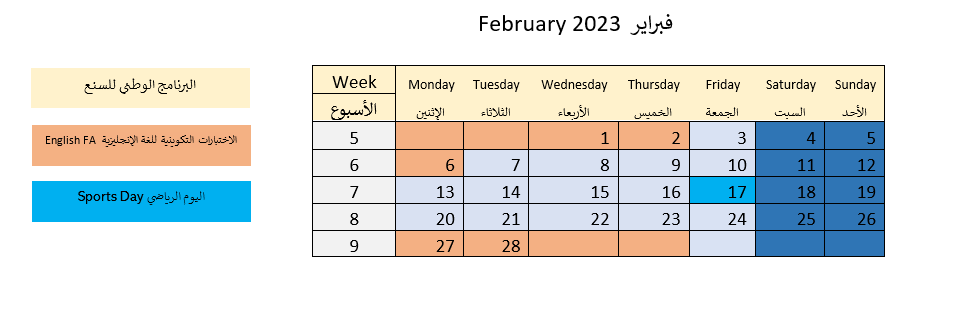 February 2023 فبراير
البرنامج الوطني للسنع
الاختبارات التكوينية للغة الإنجليزية English FA
اليوم الرياضي Sports Day
Week Monday Tuesday Wednesday Thursday Friday Saturday Sunday
الأسبوع الإثنين الثلاثاء الأربعاء الخميس الجمعة السبت الأحد
5 1 2 3 4 5
6 6 7 8 9 10 11 12
7 13 14 15 16 17 18 19
8 20 21 22 23 24 25 26
9 27 28